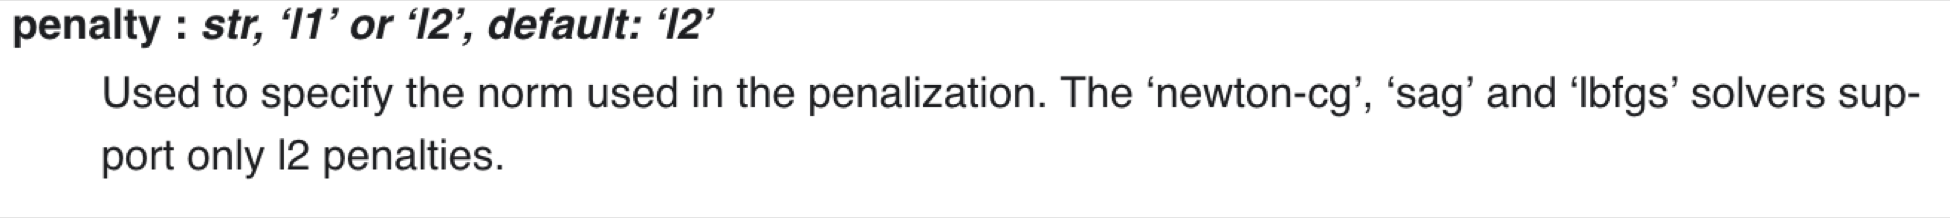 penalty : str, ‘l1’ or ‘l2’, default: ‘l2’
Used to specify the norm used in the penalization. The ‘newton-cg’, ‘sag’ and ‘lbfgs’ solvers sup-
port only l2 penalties.